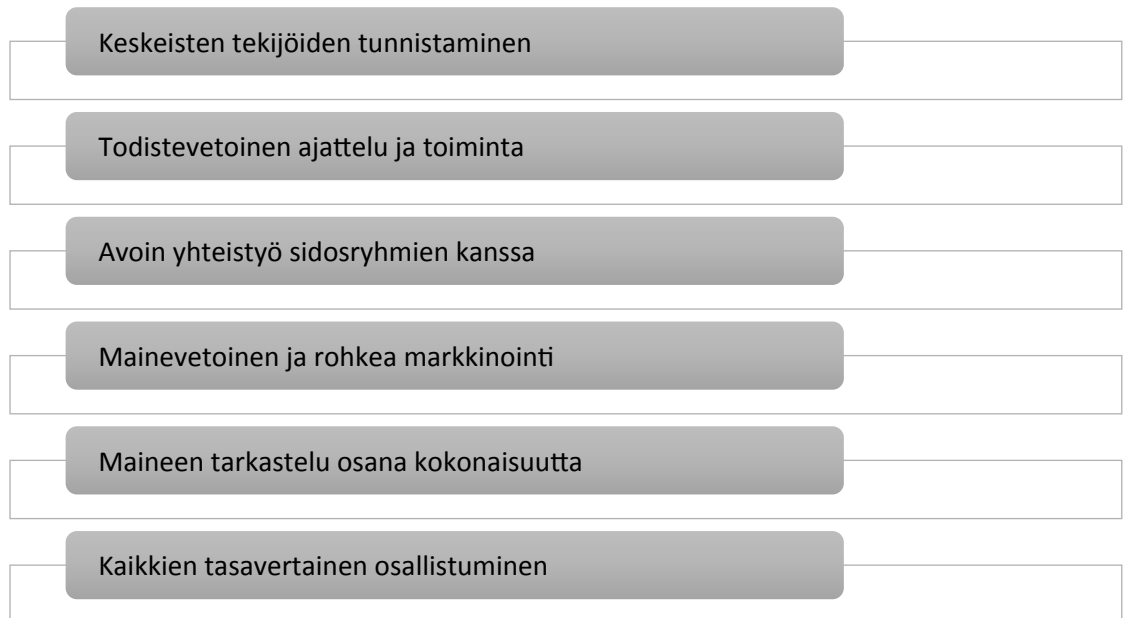 Keskeisten tekijöiden tunnistaminen
Todistevetoinen ajattelu ja toiminta
Avoin yhteistyö sidosryhmien kanssa
Mainevetoinen ja rohkea markkinointi
Maineen tarkastelu osana kokonaisuutta
Kaikkien tasavertainen osallistuminen